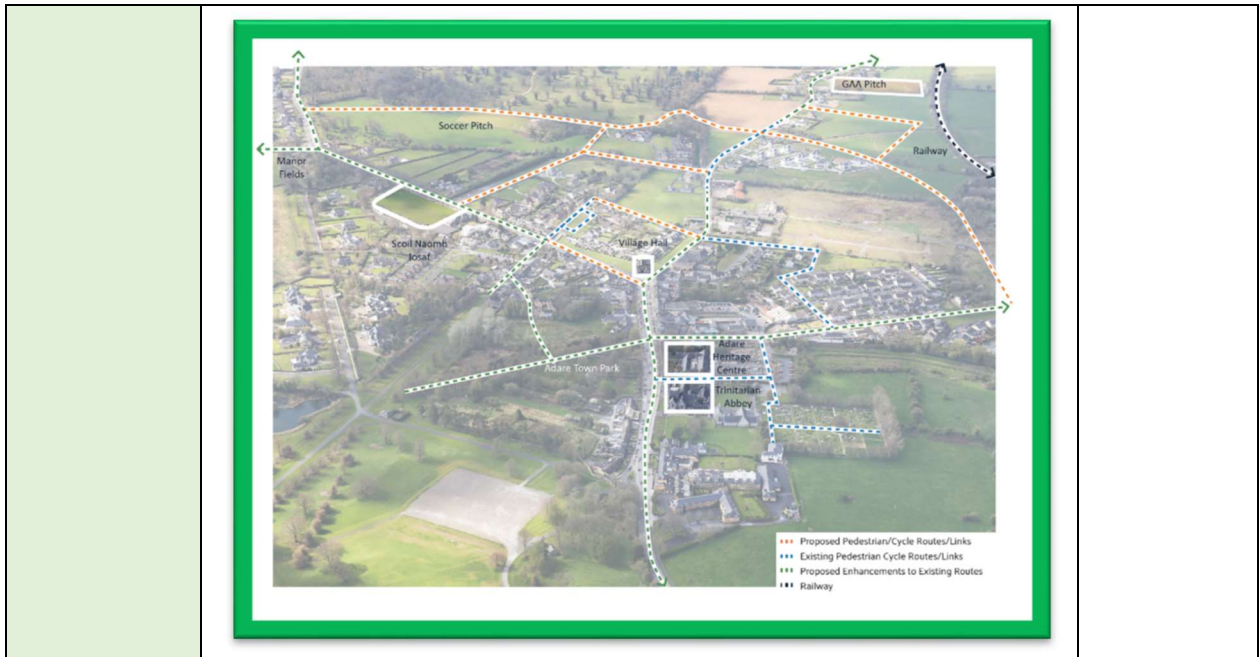 GAA Pitch
Soccer Pitch
Railway
Manor
Fields
Scoil Naomh
Iosaf
Village Hall
Adare
Heritage
Centre
Adare Town Park
Trinitarian
Abbey
Proposed Pedestrian/Cycle Routes/Links
Existing Pedestrian Cycle Routes/Links
Proposed Enhancements to Existing Routes
Railway